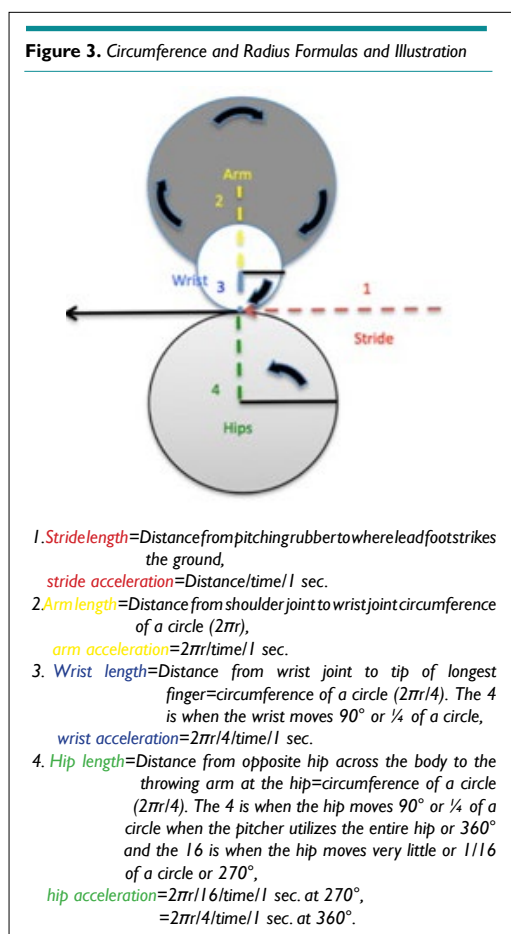 Figure 3. Circumference and Radius Formulas and Illustration
Arm
2
Wrist 3
1
Stride
4
Hips
1. Stride length=Distance from pitching rubber to where lead foot strikes
the ground,
stride acceleration=Distance/time/1 sec.
2. Arm length=Distance from shoulder joint to wrist joint circumference
of a circle (2πr),
arm acceleration=2πr/time/1 sec.
3. Wrist length=Distance from wrist joint to tip of longest
finger=circumference of a circle (2πr/4). The 4
is when the wrist moves 90° or ¼ of a circle,
wrist acceleration=2πr/4/time/1 sec.
4. Hip length=Distance from opposite hip across the body to the
throwing arm at the hip=circumference of a circle
(2πr/4). The 4 is when the hip moves 90° or ¼ of a
circle when the pitcher utilizes the entire hip or 360°
and the 16 is when the hip moves very little or 1/16
of a circle or 270°,
hip acceleration=2πr/16/time/1 sec. at 270°,
=2πr/4/time/1 sec. at 360°.